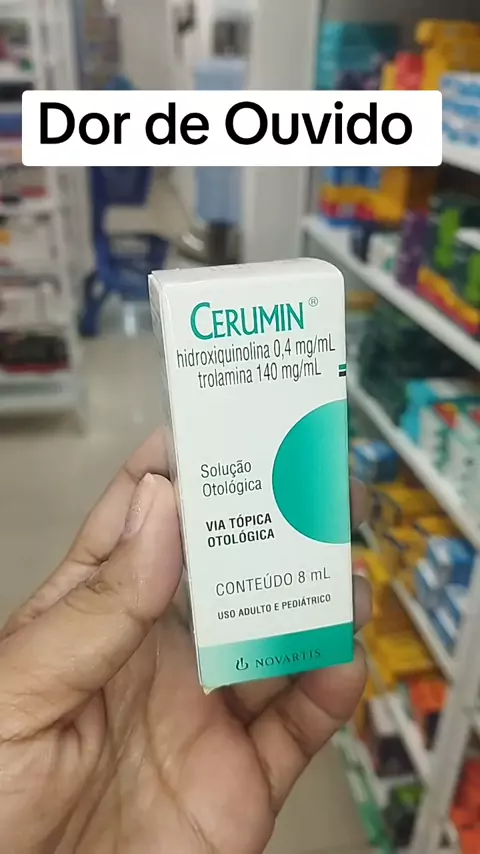 Dor de Ouvido
CERUMIN®
hidroxiquinolina 0,4 mg/mL
trolamina 140 mg/mL
Solução
Otológica
VIA TÓPICA
OTOLÓGICA
CONTEÚDO 8 mL
USO ADULTO E PEDIÁTRICO
NOVARTIS